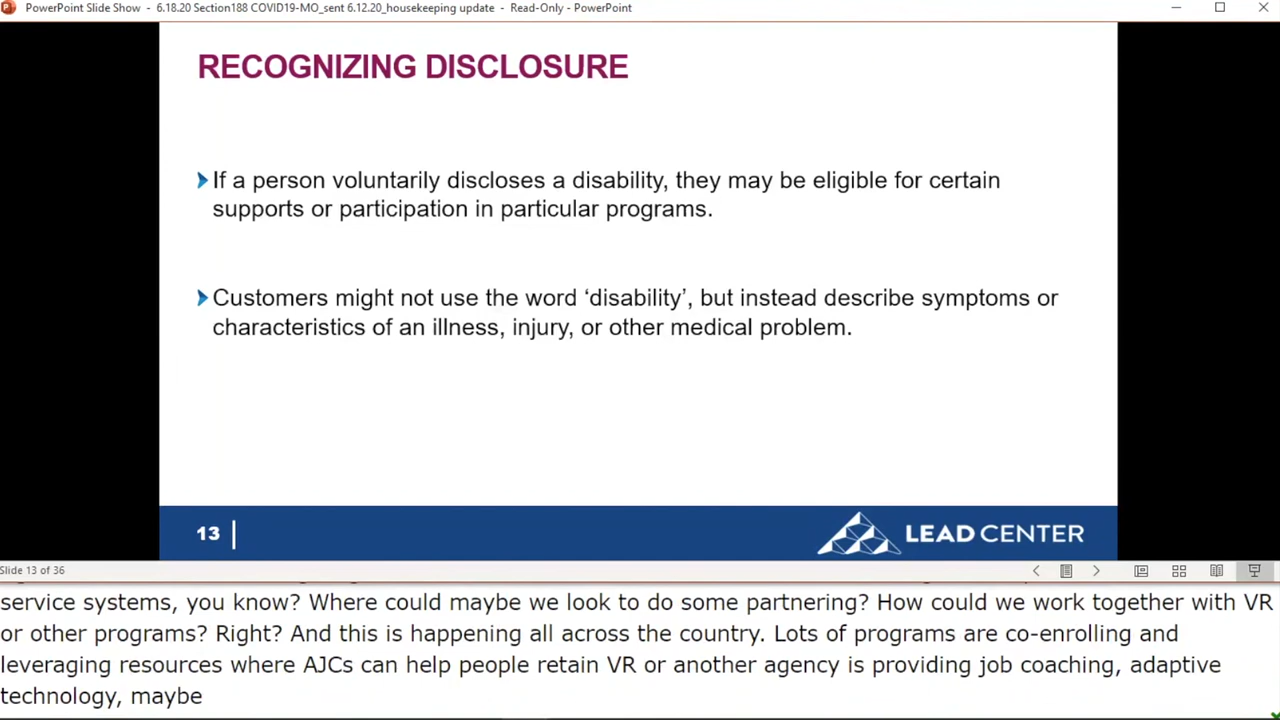 PowerPoint Slide Show - 6.18.20 Section188 COVID19-MO_sent 6.12.20_housekeeping update - Read-Only - PowerPoint
RECOGNIZING DISCLOSURE
If a person voluntarily discloses a disability, they may be eligible for certain
supports or participation in particular programs.
Customers might not use the word ‘disability’, but instead describe symptoms or
characteristics of an illness, injury, or other medical problem.
13
LEAD CENTER
Slide 13 of 36
service systems, you know? Where could maybe we look to do some partnering? How could we work together with VR
or other programs? Right? And this is happening all across the country. Lots of programs are co-enrolling and
leveraging resources where AJCs can help people retain VR or another agency is providing job coaching, adaptive
technology, maybe